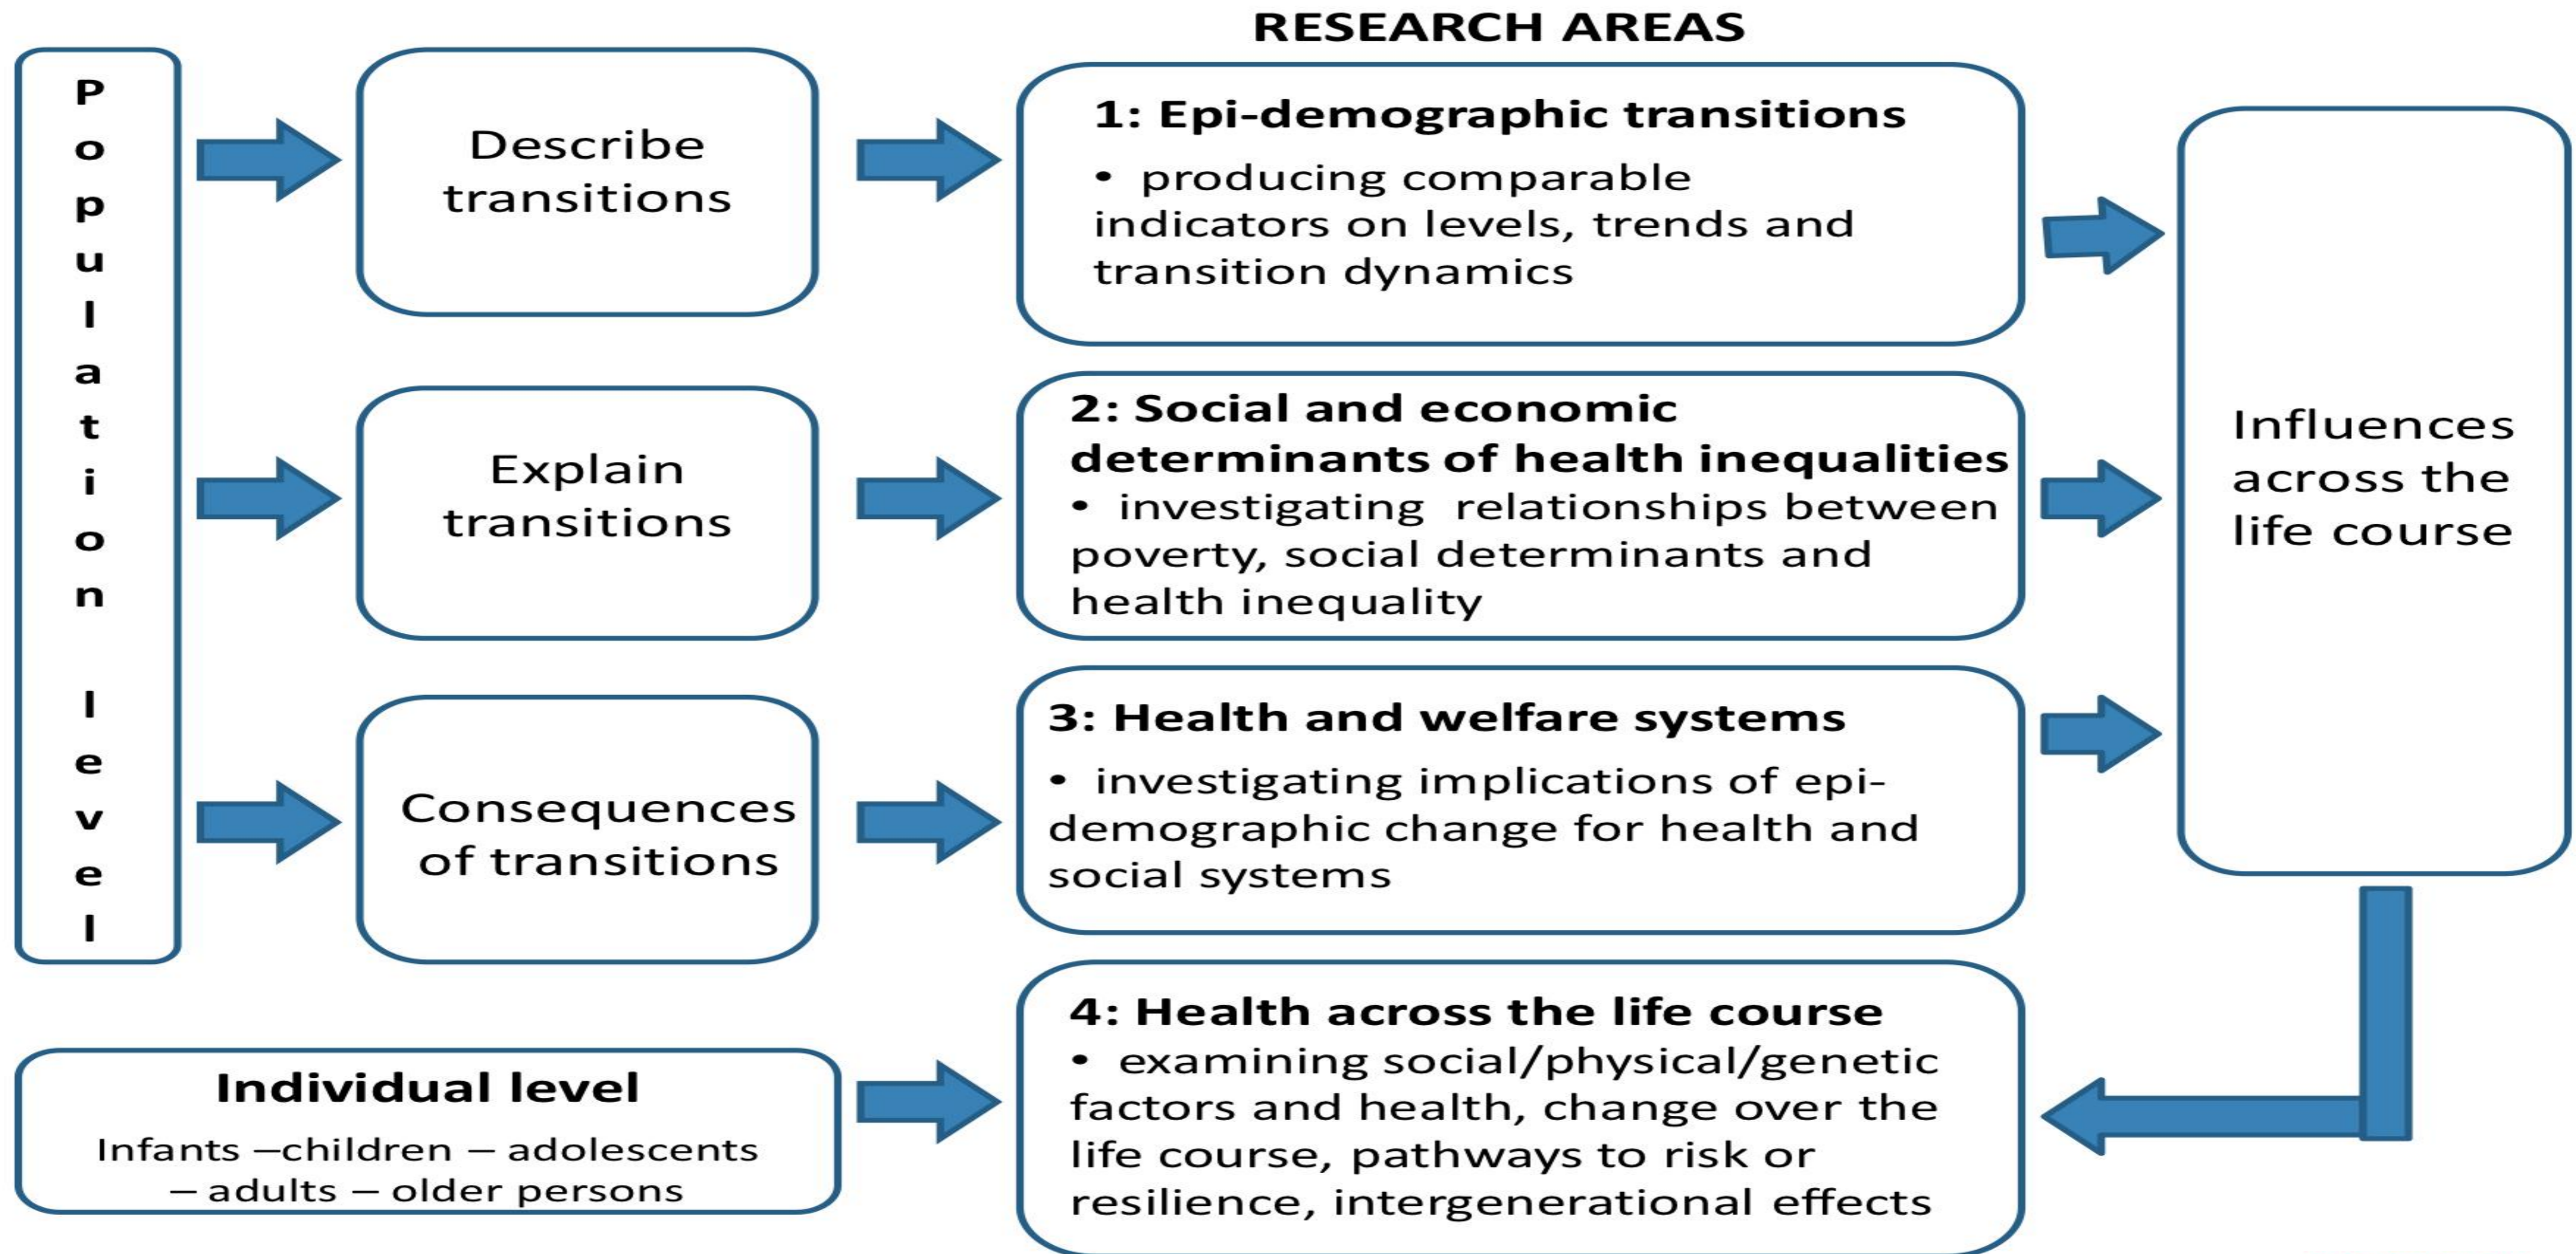 RESEARCH AREAS
Population level
Describe
transitions
1: Epi-demographic transitions
• producing comparable
indicators on levels, trends and
transition dynamics
Explain
transitions
2: Social and economic
determinants of health inequalities
• investigating relationships between
poverty, social determinants and
health inequality
Influences
across the
life course
Consequences
of transitions
3: Health and welfare systems
• investigating implications of epi-
demographic change for health and
social systems
Individual level
Infants –children – adolescents
– adults – older persons
4: Health across the life course
• examining social/physical/genetic
factors and health, change over the
life course, pathways to risk or
resilience, intergenerational effects